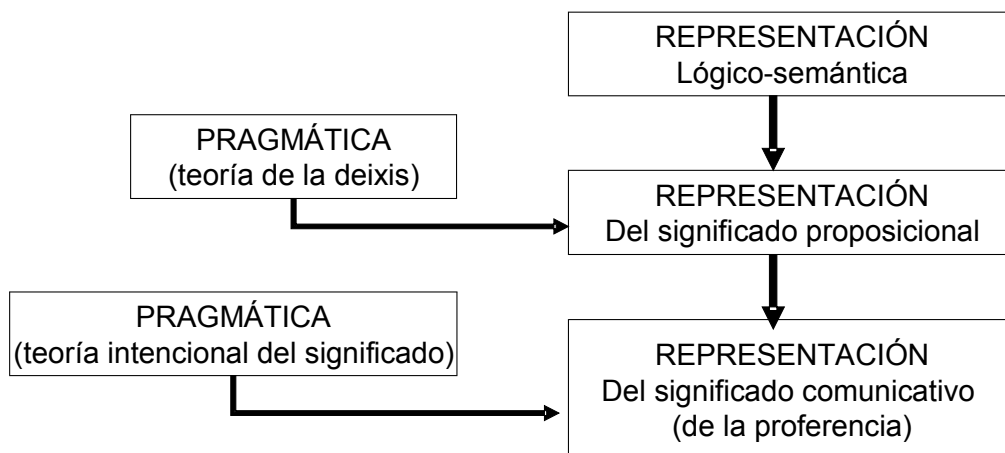 REPRESENTACIÓN
Lógico-semántica
PRAGMÁTICA
(teoría de la deixis)
REPRESENTACIÓN
Del significado proposicional
PRAGMÁTICA
(teoría intencional del significado)
REPRESENTACIÓN
Del significado comunicativo
(de la proferencia)